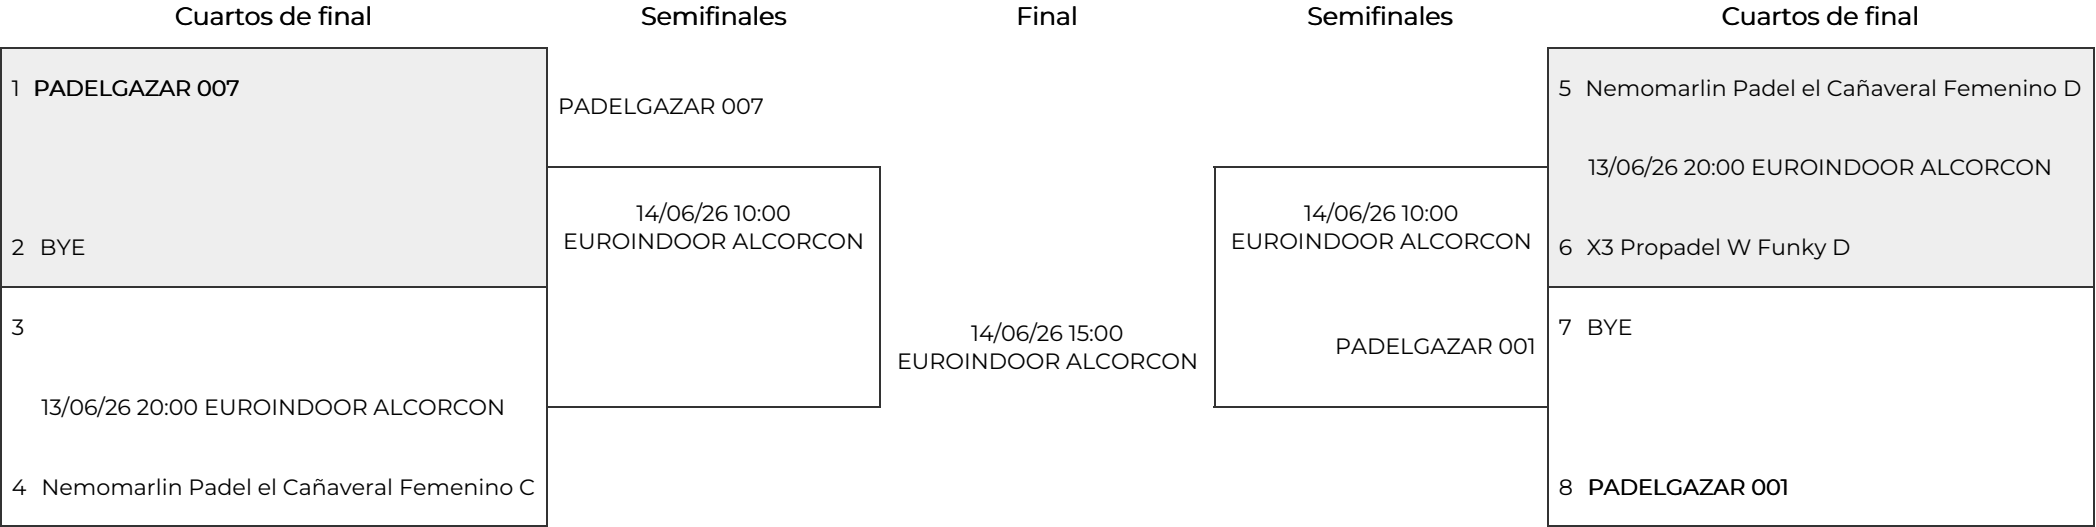 Cuartos de final
Semifinales
Final
Semifinales
Cuartos de final
1 PADELGAZAR 007
2 BYE
3
13/06/26 20:00 EUROINDOOR ALCORCON
4 Nemomarlin Padel el Cañaveral Femenino C
PADELGAZAR 007
14/06/26 10:00
EUROINDOOR ALCORCON
14/06/26 15:00
EUROINDOOR ALCORCON
14/06/26 10:00
EUROINDOOR ALCORCON
PADELGAZAR 001
5 Nemomarlin Padel el Cañaveral Femenino D
13/06/26 20:00 EUROINDOOR ALCORCON
6 X3 Propadel W Funky D
7 BYE
8 PADELGAZAR 001